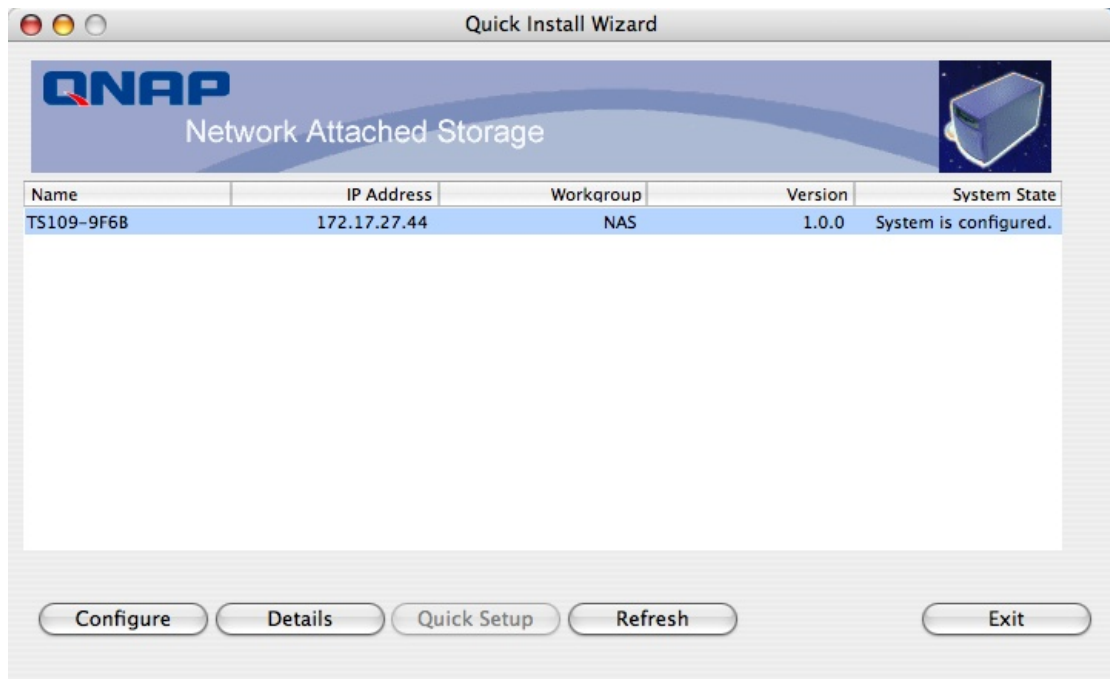 Quick Install Wizard
QNAP
Network Attached Storage
Name IP Address Workgroup Version System State
TS109-9F6B 172.17.27.44 NAS 1.0.0 System is configured.
Configure Details Quick Setup Refresh Exit